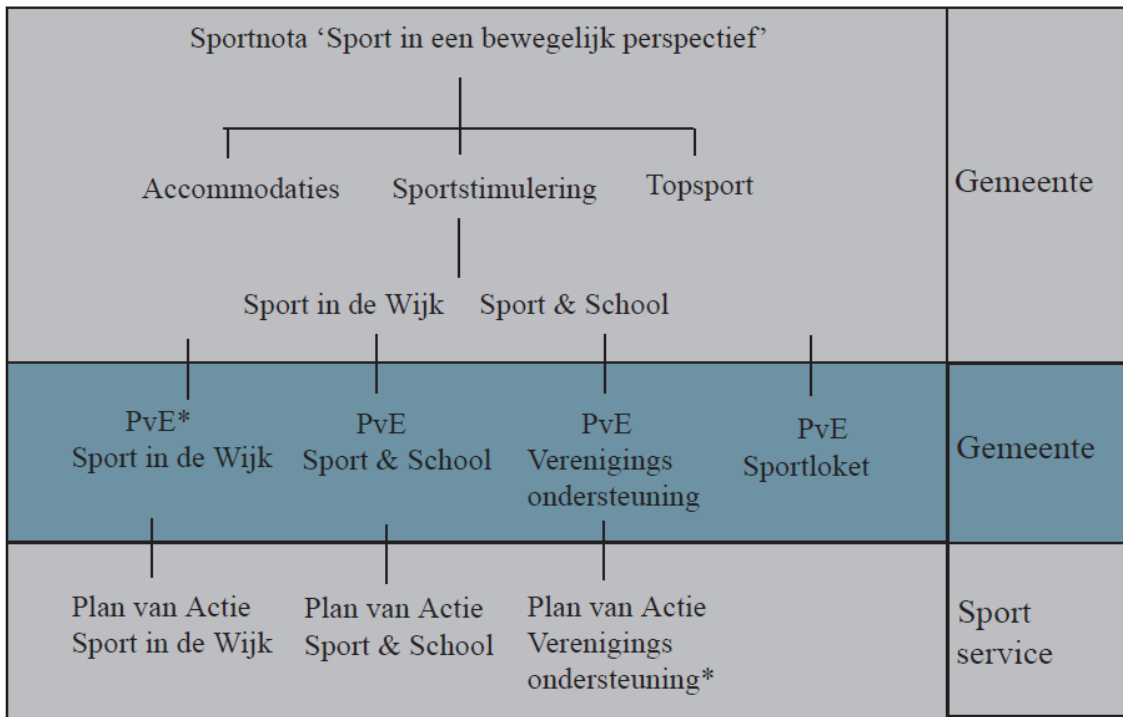 Sportnota ‘Sport in een bewegelijk perspectief’
Accommodaties
Sportstimulering
Topsport
Gemeente
Sport in de Wijk
Sport & School
PvE*
Sport in de Wijk
PvE
Sport & School
PvE
Verenigings
ondersteuning
PvE
Sportloket
Gemeente
Plan van Actie
Sport in de Wijk
Plan van Actie
Sport & School
Plan van Actie
Verenigings
ondersteuning*
Sport
service